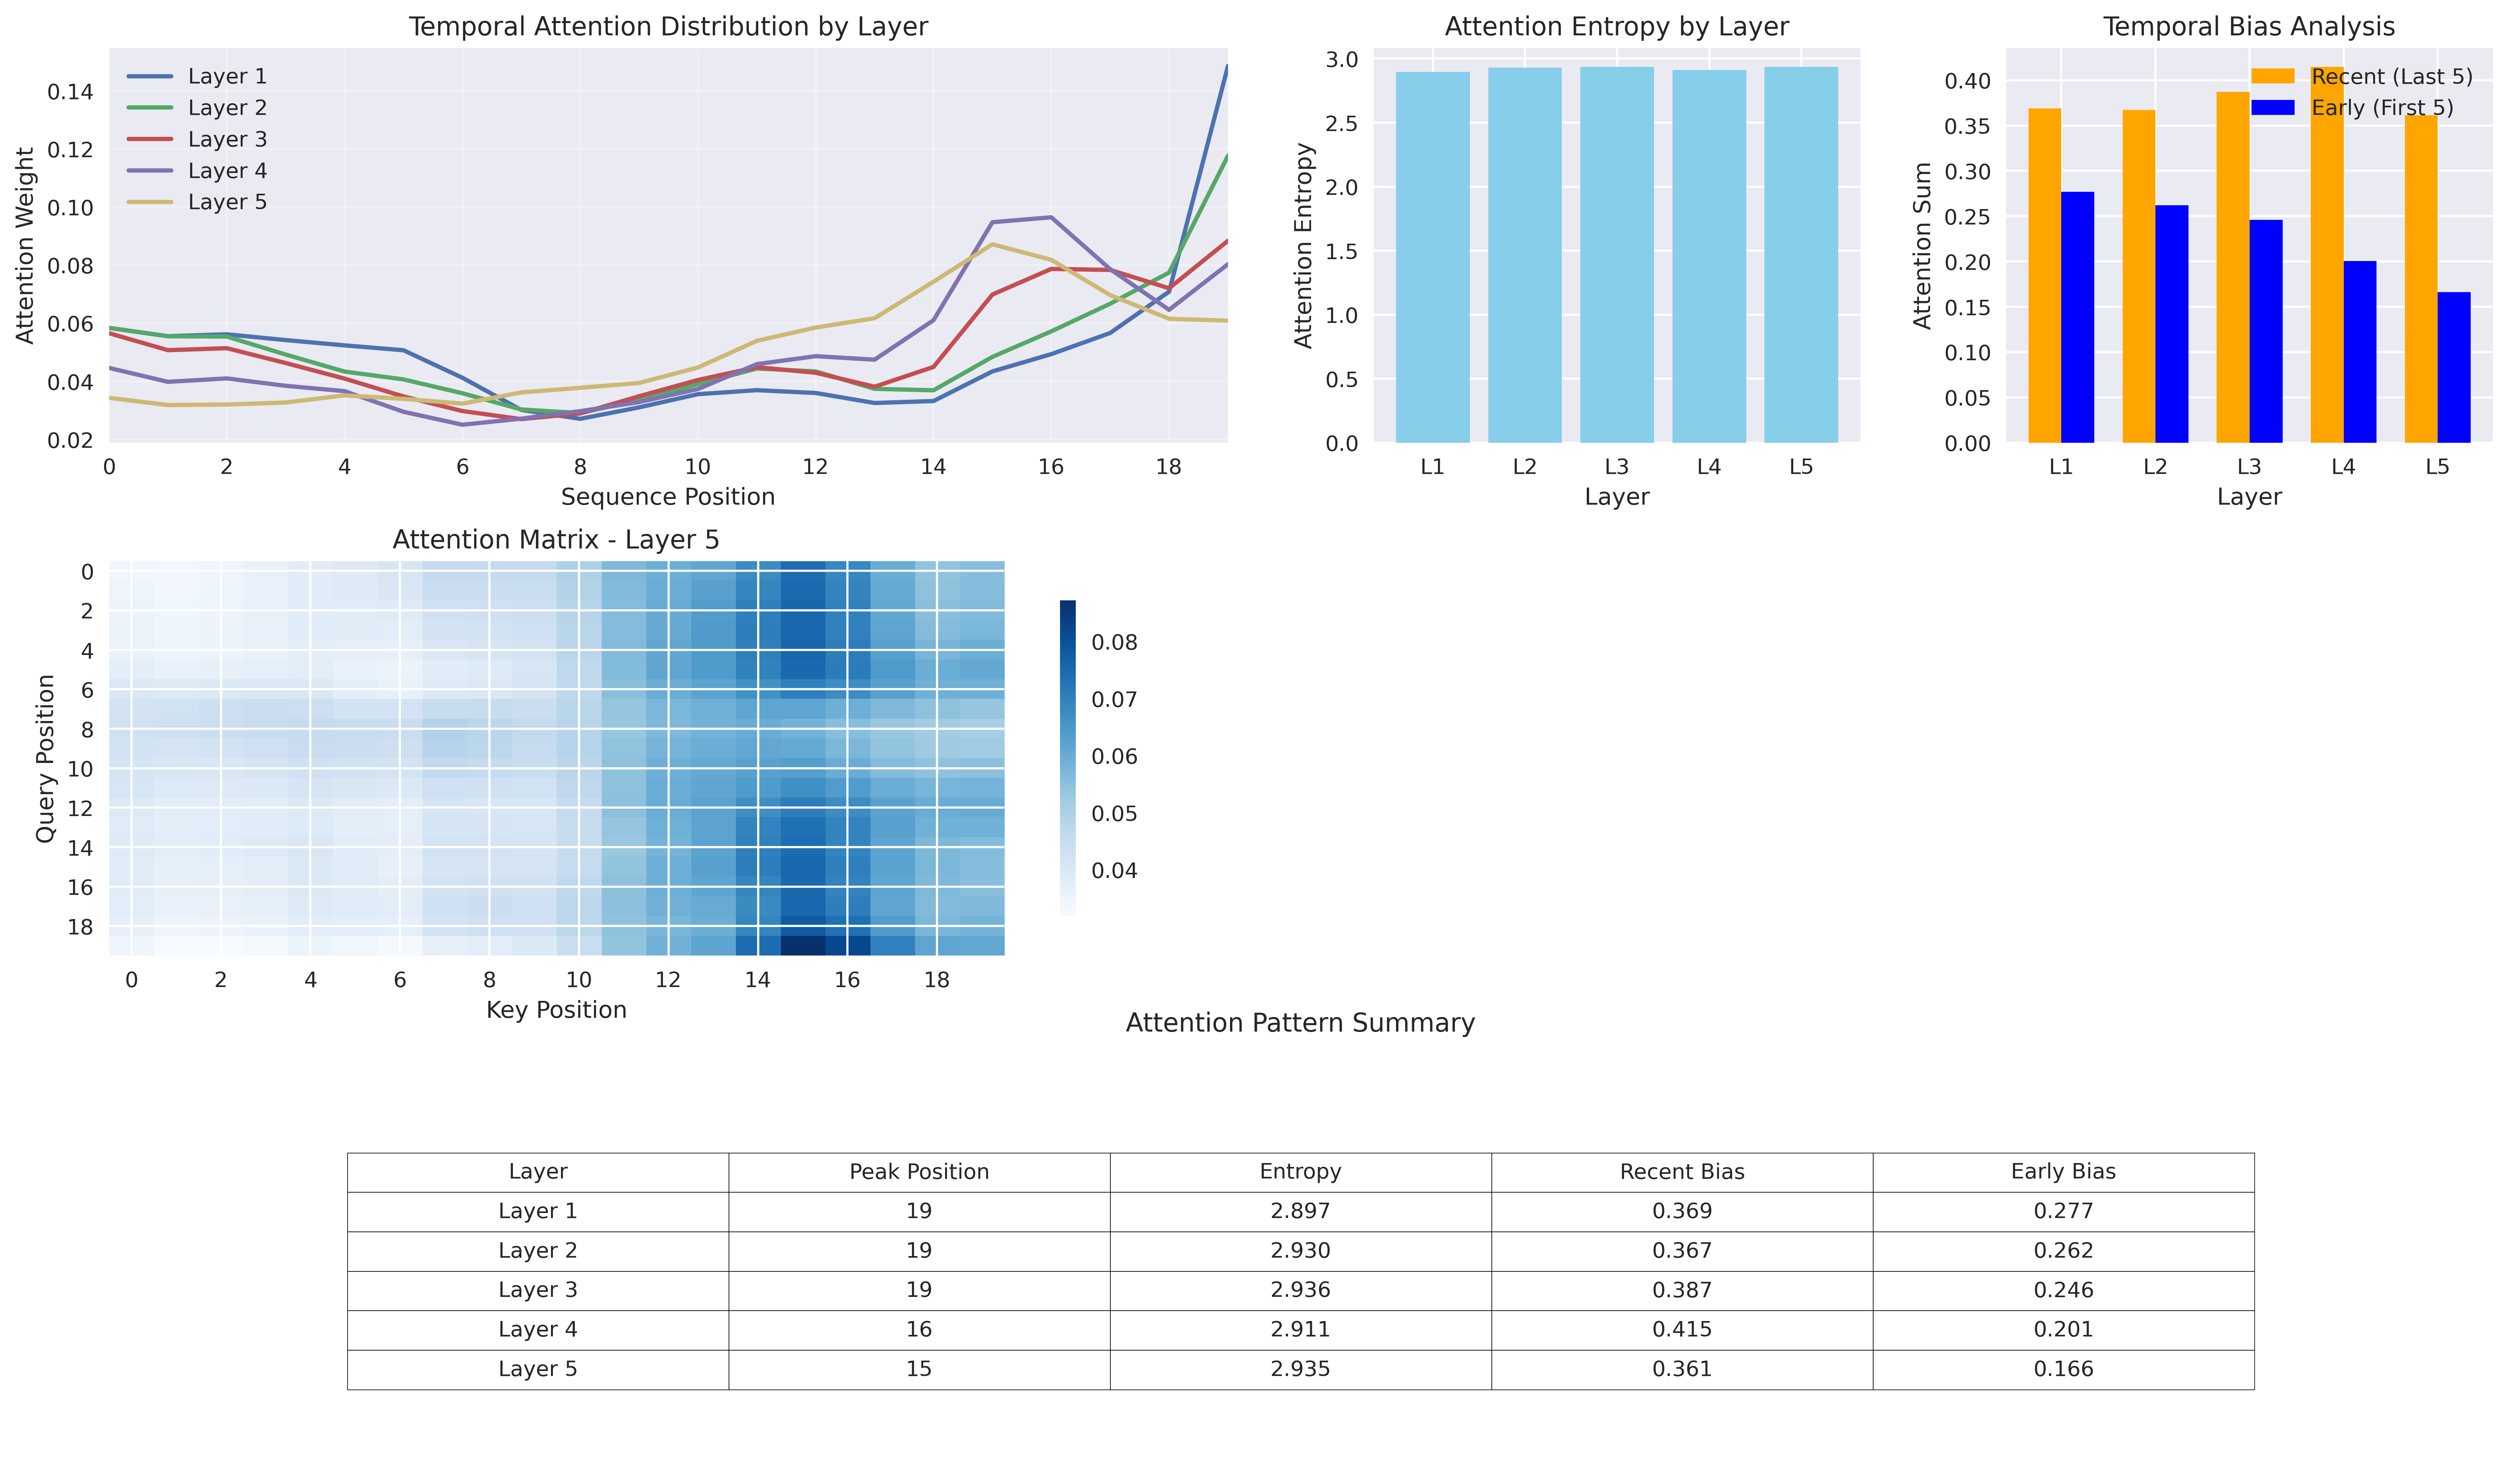 Temporal Attention Distribution by Layer
Attention Weight
0.14
0.12
0.10
0.08
0.06
0.04
0.02
Layer 1
Layer 2
Layer 3
Layer 4
Layer 5
0 2 4 6 8 10 12 14 16 18
Sequence Position
Attention Entropy by Layer
Attention Entropy
3.0
2.5
2.0
1.5
1.0
0.5
0.0
L1 L2 L3 L4 L5
Layer
Temporal Bias Analysis
Attention Sum
0.40
0.35
0.30
0.25
0.20
0.15
0.10
0.05
0.00
Recent (Last 5)
Early (First 5)
L1 L2 L3 L4 L5
Layer
Attention Matrix - Layer 5
Query Position
0
2
4
6
8
10
12
14
16
18
0 2 4 6 8 10 12 14 16 18
Key Position
0.08
0.07
0.06
0.05
0.04
Attention Pattern Summary
Layer Peak Position Entropy Recent Bias Early Bias
Layer 1 19 2.897 0.369 0.277
Layer 2 19 2.930 0.367 0.262
Layer 3 19 2.936 0.387 0.246
Layer 4 16 2.911 0.415 0.201
Layer 5 15 2.935 0.361 0.166